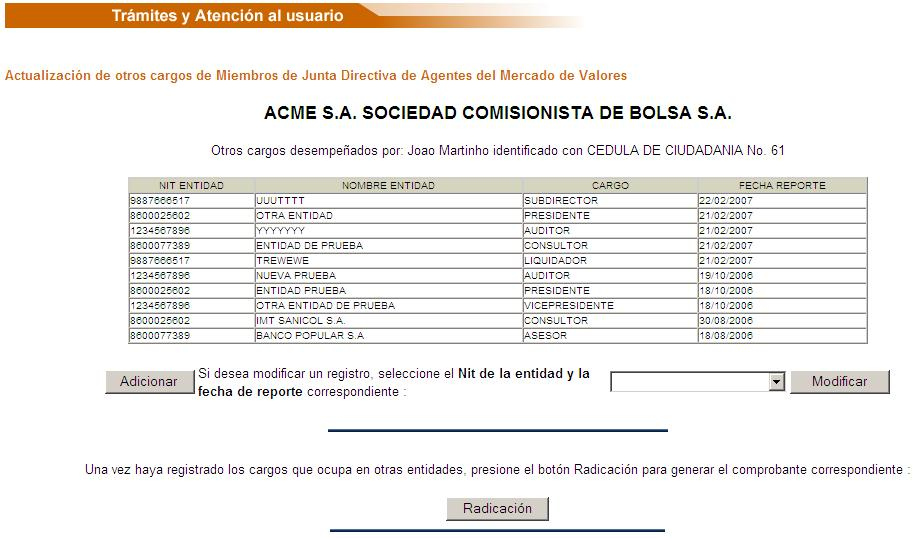 Trámites y Atención al usuario
Actualización de otros cargos de Miembros de Junta Directiva de Agentes del Mercado de Valores
ACME S.A. SOCIEDAD COMISIONISTA DE BOLSA S.A.
Otros cargos desempeñados por: Joao Martinho identificado con CEDULA DE CIUDADANIA No. 61
NIT ENTIDAD NOMBRE ENTIDAD CARGO FECHA REPORTE
9887666517 UUUTTTT SUBDIRECTOR 22/02/2007
8600025602 OTRA ENTIDAD PRESIDENTE 21/02/2007
1234567896 YYYYYYY AUDITOR 21/02/2007
8600077389 ENTIDAD DE PRUEBA CONSULTOR 21/02/2007
9887666517 TREWEWE LIQUIDADOR 21/02/2007
1234567896 NUEVA PRUEBA AUDITOR 19/10/2006
8600025602 ENTIDAD PRUEBA PRESIDENTE 18/10/2006
1234567896 OTRA ENTIDAD DE PRUEBA VICEPRESIDENTE 18/10/2006
8600025602 IMT SANICOL S.A. CONSULTOR 30/08/2006
8600077389 BANCO POPULAR S.A ASESOR 18/08/2006
Adicionar Si desea modificar un registro, seleccione el Nit de la entidad y la
fecha de reporte correspondiente : Modificar
Una vez haya registrado los cargos que ocupa en otras entidades, presione el botón Radicación para generar el comprobante correspondiente :
Radicación